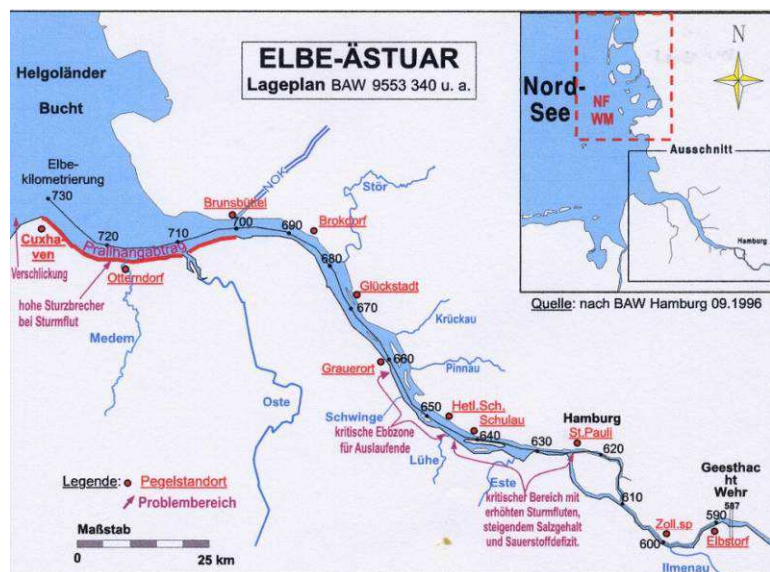 ELBE-ÄSTUAR
Lageplan BAW 9553 340 u. a.
Helgoländer
Bucht
Nord-
See
NF
WM
N
Ausschnitt
Hamburg
Quelle: nach BAW Hamburg 09.1996
Elbe-
kilometrierung
730
720
710
700
690
680
670
660
650
640
630
620
610
600
590
587
NOK
Brunsbüttel
Stör
Brokdorf
Cuxha-
ven
Prallhangabtrag
Verschlickung
Otterndorf
hohe Sturzbrecher
bei Sturmflut
Medem
Oste
Glückstadt
Krückau
Grauerort
Pinnau
Schwinge
Hetl.Sch.
Schulau
kritische Ebbzone
für Auslaufende
Lühe
Este
Hamburg
St.Pauli
kritischer Bereich mit
erhöhten Sturmfluten,
steigendem Salzgehalt
und Sauerstoffdefizit.
Geesthac
ht
Wehr
Zoll.sp
Elbstorf
Ilmenau
Legende:
Pegelstandort
Problembereich
Maßstab
0
25 km